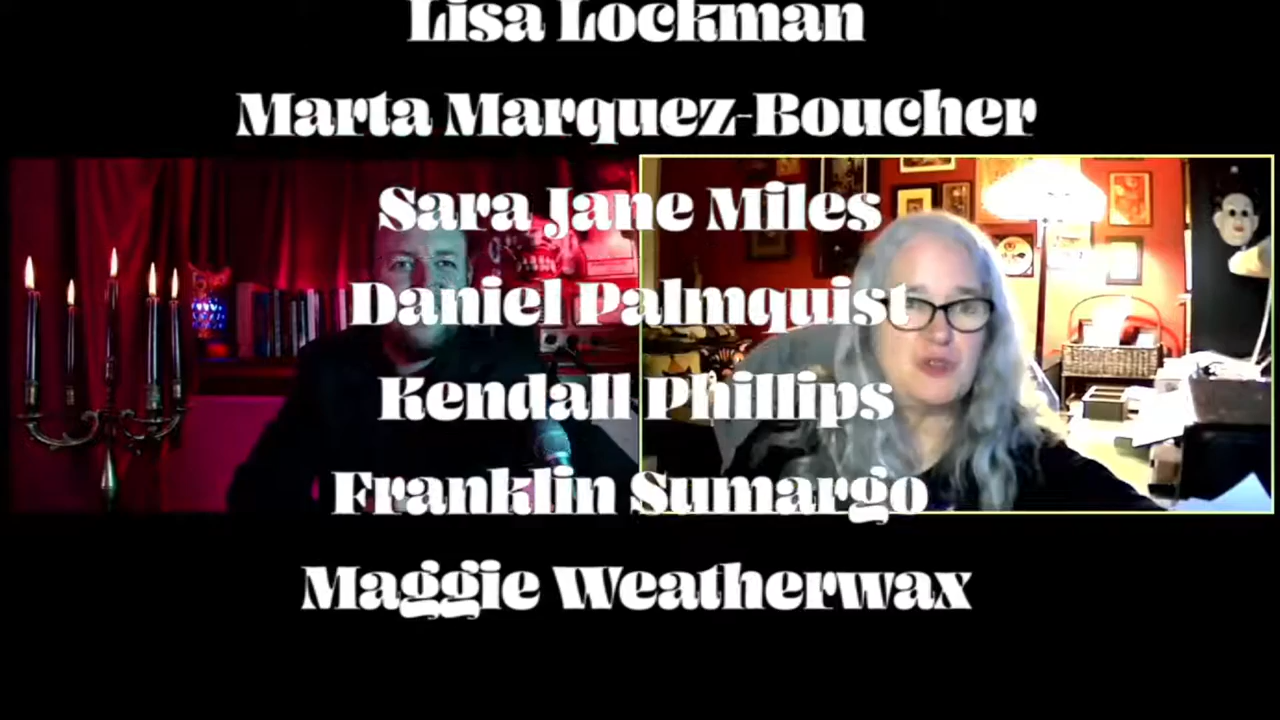 Lisa Lockman
Marta Marquez-Boucher
Sara Jane Miles
Daniel Palmquist
Kendall Phillips
Franklin Sumargo
Maggie Weatherwax